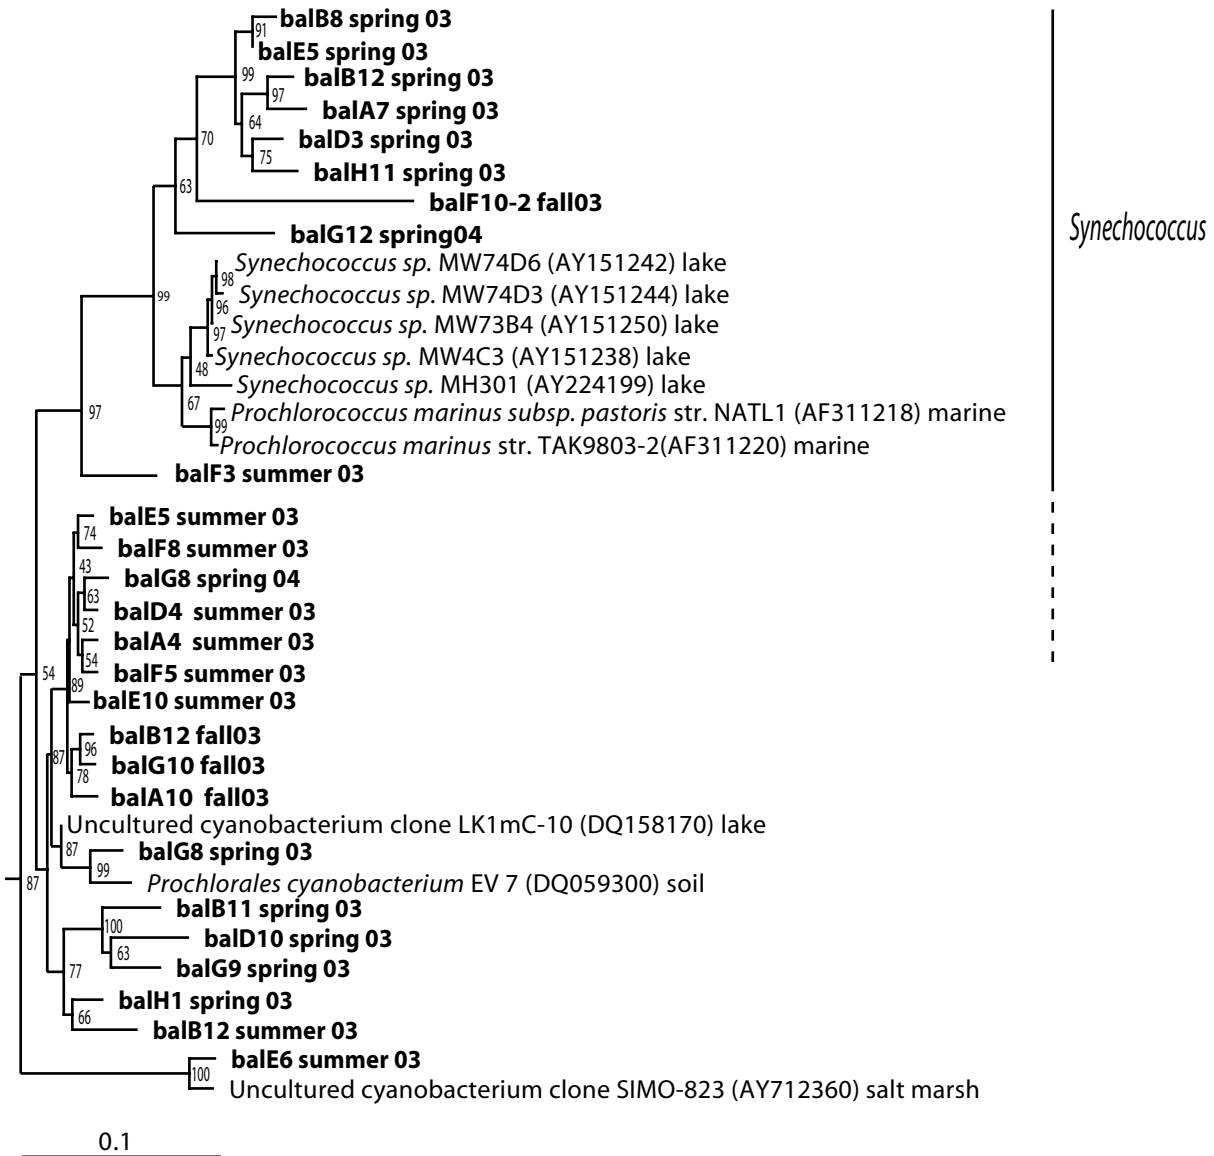 balB8 spring 03
91
balE5 spring 03
99
balB12 spring 03
97
balA7 spring 03
64
70
balD3 spring 03
75
balH11 spring 03
63
balF10-2 fall03
balG12 spring04
Synechococcus
Synechococcus sp. MW74D6 (AY151242) lake
98
Synechococcus sp. MW74D3 (AY151244) lake
99
96
Synechococcus sp. MW73B4 (AY151250) lake
97
Synechococcus sp. MW4C3 (AY151238) lake
48
Synechococcus sp. MH301 (AY224199) lake
67
97
Prochlorococcus marinus subsp. pastoris str. NATL1 (AF311218) marine
99
Prochlorococcus marinus str. TAK9803-2(AF311220) marine
balF3 summer 03
balE5 summer 03
74
balF8 summer 03
43
balG8 spring 04
63
balD4 summer 03
52
balA4 summer 03
54
balF5 summer 03
54
89
balE10 summer 03
balB12 fall03
96
87
balG10 fall03
78
balA10 fall03
Uncultured cyanobacterium clone LK1mC-10 (DQ158170) lake
87
balG8 spring 03
99
87
Prochlorales cyanobacterium EV 7 (DQ059300) soil
balB11 spring 03
100
balD10 spring 03
63
77
balG9 spring 03
balH1 spring 03
66
balB12 summer 03
balE6 summer 03
100
Uncultured cyanobacterium clone SIMO-823 (AY712360) salt marsh
0.1